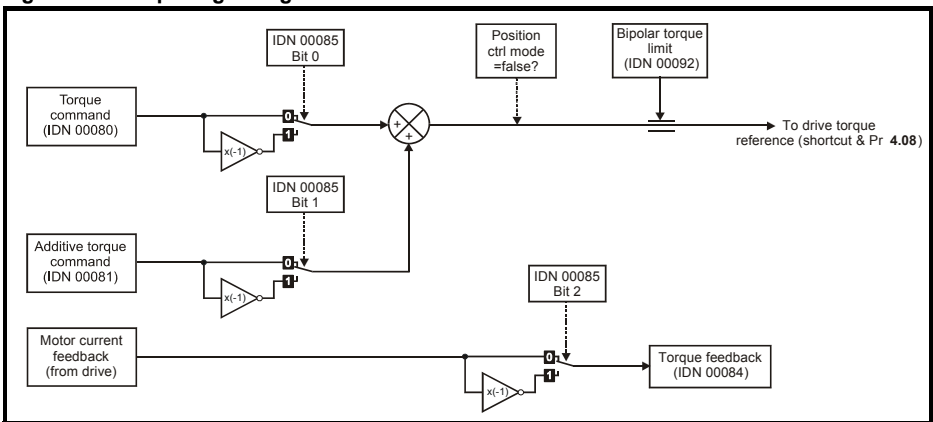 IDN 00085
Bit 0
Position
ctrl mode
=false?
Bipolar torque
limit
(IDN 00092)
Torque
command
(IDN 00080)
0
1
x(-1)
+
+
To drive torque
reference (shortcut & Pr 4.08)
IDN 00085
Bit 1
Additive torque
command
(IDN 00081)
0
1
x(-1)
IDN 00085
Bit 2
Motor current
feedback
(from drive)
0
1
x(-1)
Torque feedback
(IDN 00084)